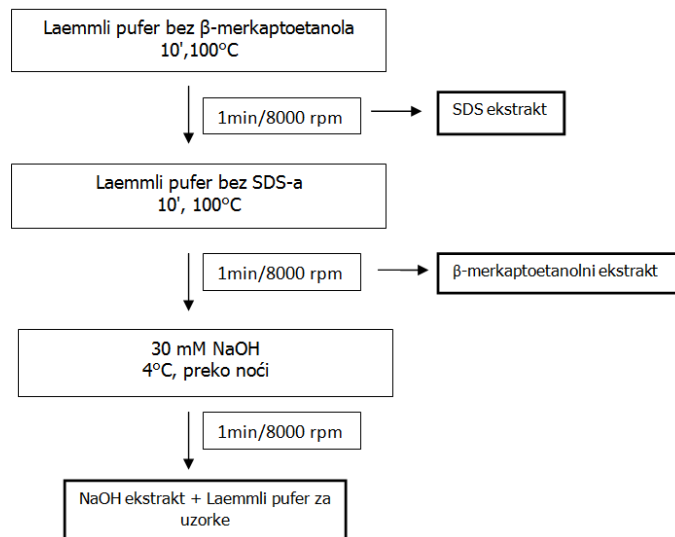 Laemmli pufer bez β-merkaptoetanola
10',100°C
1min/8000 rpm
SDS ekstrakt
Laemmli pufer bez SDS-a
10', 100°C
1min/8000 rpm
β-merkaptoetanolni ekstrakt
30 mM NaOH
4°C, preko noći
1min/8000 rpm
NaOH ekstrakt + Laemmli pufer za
uzorke